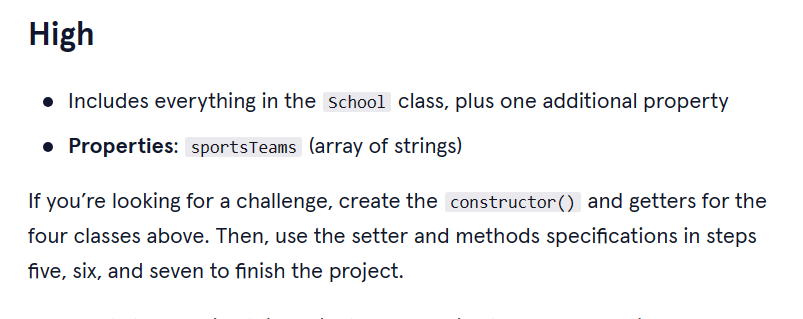 High
● Includes everything in the School class, plus one additional property
● Properties: sportsTeams (array of strings)
If you’re looking for a challenge, create the constructor() and getters for the
four classes above. Then, use the setter and methods specifications in steps
five, six, and seven to finish the project.